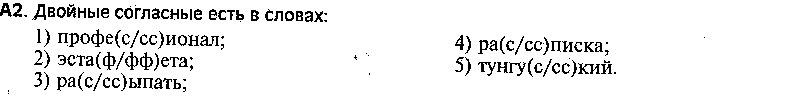 А2. Двойные согласные есть в словах:
1) профе(с/сс)ионал;
2) эста(ф/фф)ета;
3) ра(с/сс)ыпать;
4) ра(с/сс)писка;
5) тунгу(с/сс)кий.